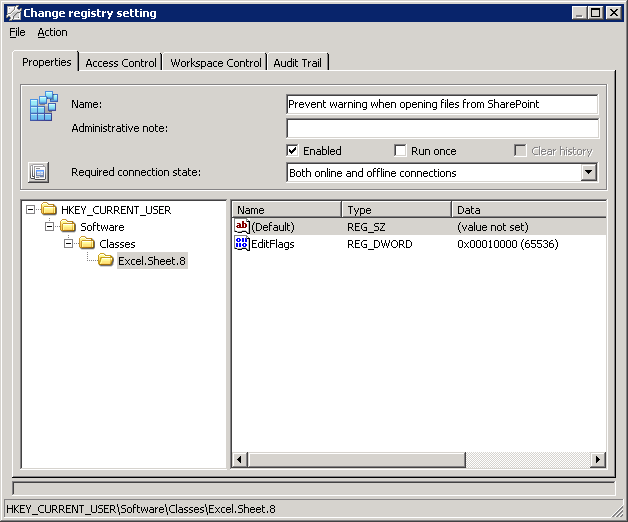 Change registry setting
File Action
Properties Access Control Workspace Control Audit Trail
Name: Prevent warning when opening files from SharePoint
Administrative note:
Enabled Run once Clear history
Required connection state: Both online and offline connections
HKEY_CURRENT_USER
Software
Classes
Excel.Sheet.8
Name Type Data
ab (Default) REG_SZ (value not set)
EditFlags REG_DWORD 0x00010000 (65536)
HKEY_CURRENT_USER\Software\Classes\Excel.Sheet.8